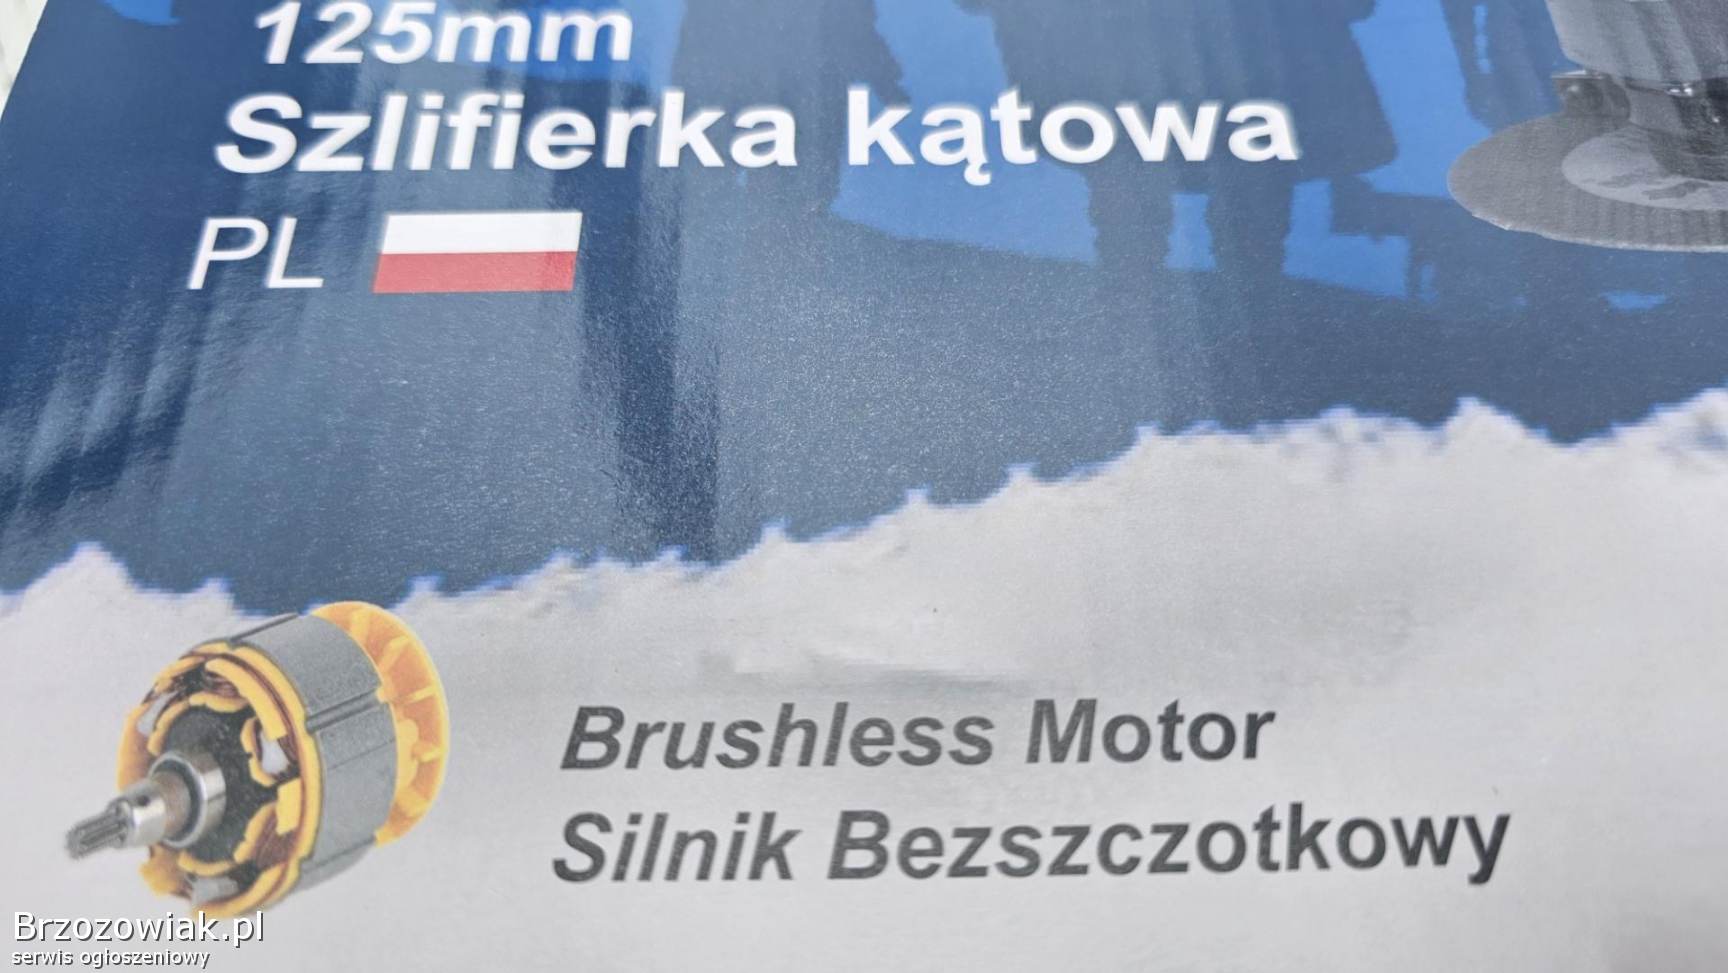 125mm
Szlifierka kątowa
PL
Brushless Motor
Silnik Bezszczotkowy
Brzozowiak.pl
serwis ogłoszeniowy